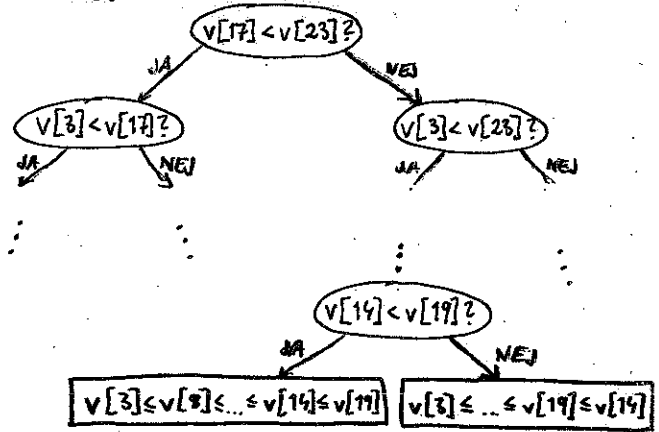 v[17] < v[23]?
JA NEJ
v[3] < v[17]? v[3] < v[23]?
JA NEJ JA NEJ
v[14] < v[19]?
JA NEJ
v[3] ≤ v[8] ≤ ... ≤ v[14] ≤ v[19] v[3] ≤ ... ≤ v[19] ≤ v[14]